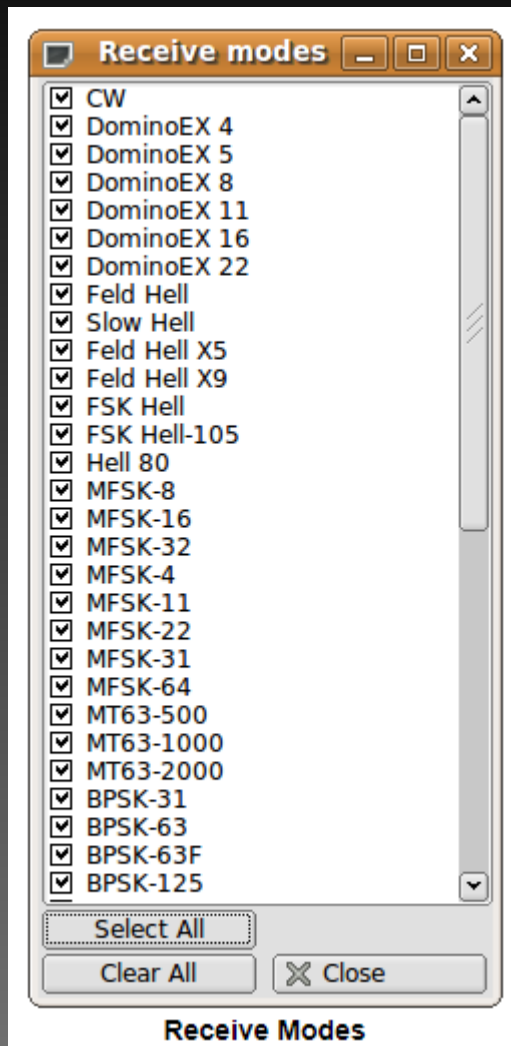 Receive modes
CW
DominoEX 4
DominoEX 5
DominoEX 8
DominoEX 11
DominoEX 16
DominoEX 22
Feld Hell
Slow Hell
Feld Hell X5
Feld Hell X9
FSK Hell
FSK Hell-105
Hell 80
MFSK-8
MFSK-16
MFSK-32
MFSK-4
MFSK-11
MFSK-22
MFSK-31
MFSK-64
MT63-500
MT63-1000
MT63-2000
BPSK-31
BPSK-63
BPSK-63F
BPSK-125
Select All
Clear All Close
Receive Modes